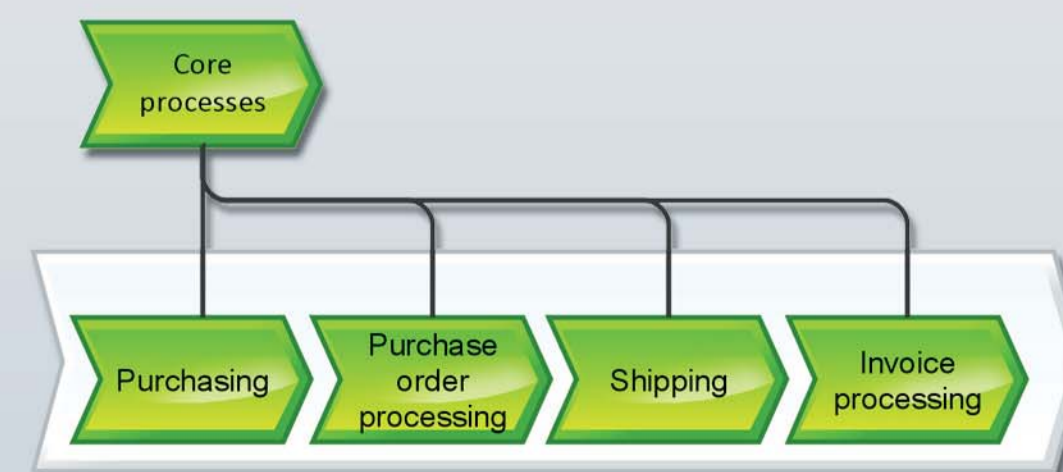 Core
processes
Purchasing
Purchase
order
processing
Shipping
Invoice
processing